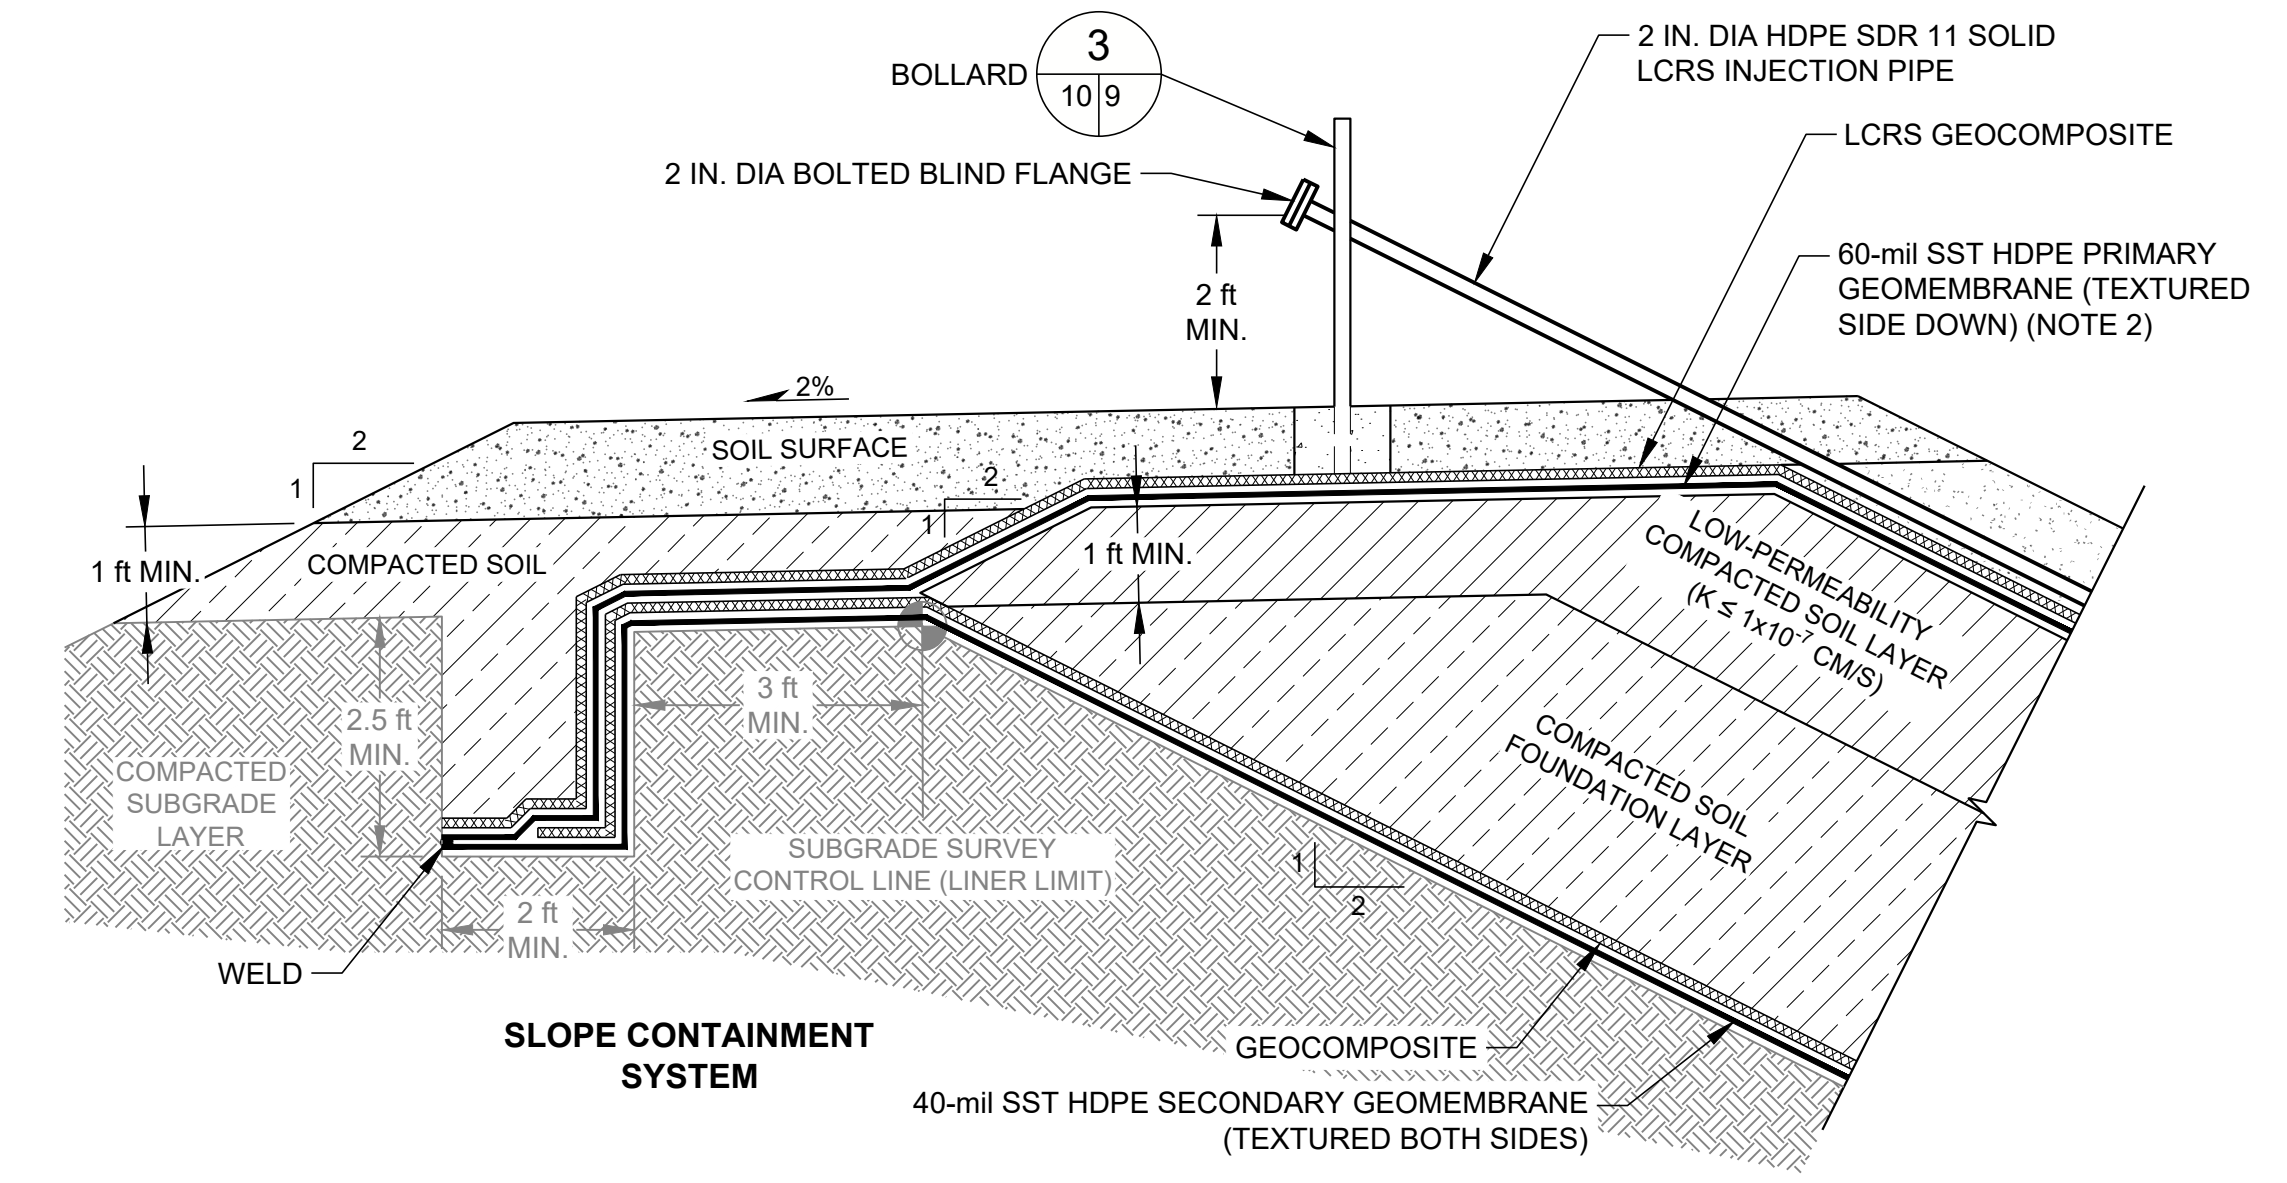 3
BOLLARD
10 9
2 IN. DIA HDPE SDR 11 SOLID
LCRS INJECTION PIPE
LCRS GEOCOMPOSITE
2 IN. DIA BOLTED BLIND FLANGE
60-mil SST HDPE PRIMARY
GEOMEMBRANE (TEXTURED
SIDE DOWN) (NOTE 2)
2 ft
MIN.
2%
2
1
SOIL SURFACE
2
1
1 ft MIN.
COMPACTED SOIL
1 ft MIN.
LOW-PERMEABILITY
COMPACTED SOIL LAYER
(K ≤ 1x10⁻⁷ CM/S)
3 ft
MIN.
2.5 ft
MIN.
COMPACTED
SUBGRADE
LAYER
COMPACTED SOIL
FOUNDATION LAYER
SUBGRADE SURVEY
CONTROL LINE (LINER LIMIT)
1
2
2 ft
MIN.
WELD
SLOPE CONTAINMENT
SYSTEM
GEOCOMPOSITE
40-mil SST HDPE SECONDARY GEOMEMBRANE
(TEXTURED BOTH SIDES)